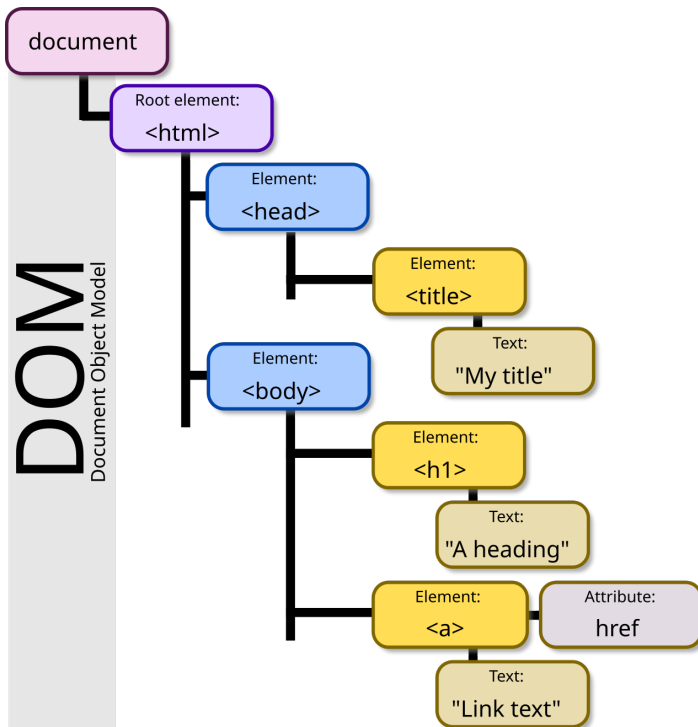 document
Root element:
<html>
Element:
<head>
Element:
<title>
Text:
"My title"
DOM
Document Object Model
Element:
<body>
Element:
<h1>
Text:
"A heading"
Element:
<a>
Attribute:
href
Text:
"Link text"